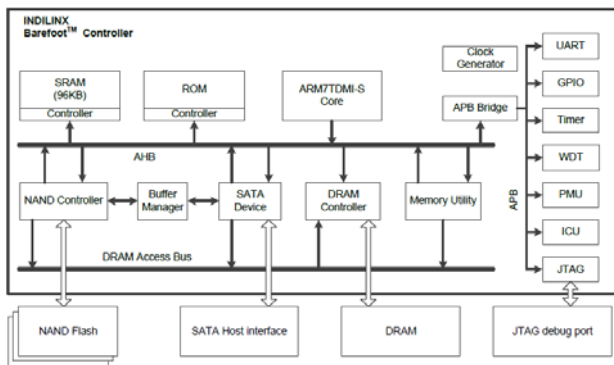 INDILINX
Barefoot™ Controller
SRAM
(96KB)
Controller
ROM
Controller
ARM7TDMI-S
Core
Clock
Generator
APB Bridge
UART
GPIO
Timer
WDT
PMU
ICU
JTAG
APB
AHB
NAND Controller
Buffer
Manager
SATA
Device
DRAM
Controller
Memory Utility
DRAM Access Bus
NAND Flash
SATA Host interface
DRAM
JTAG debug port